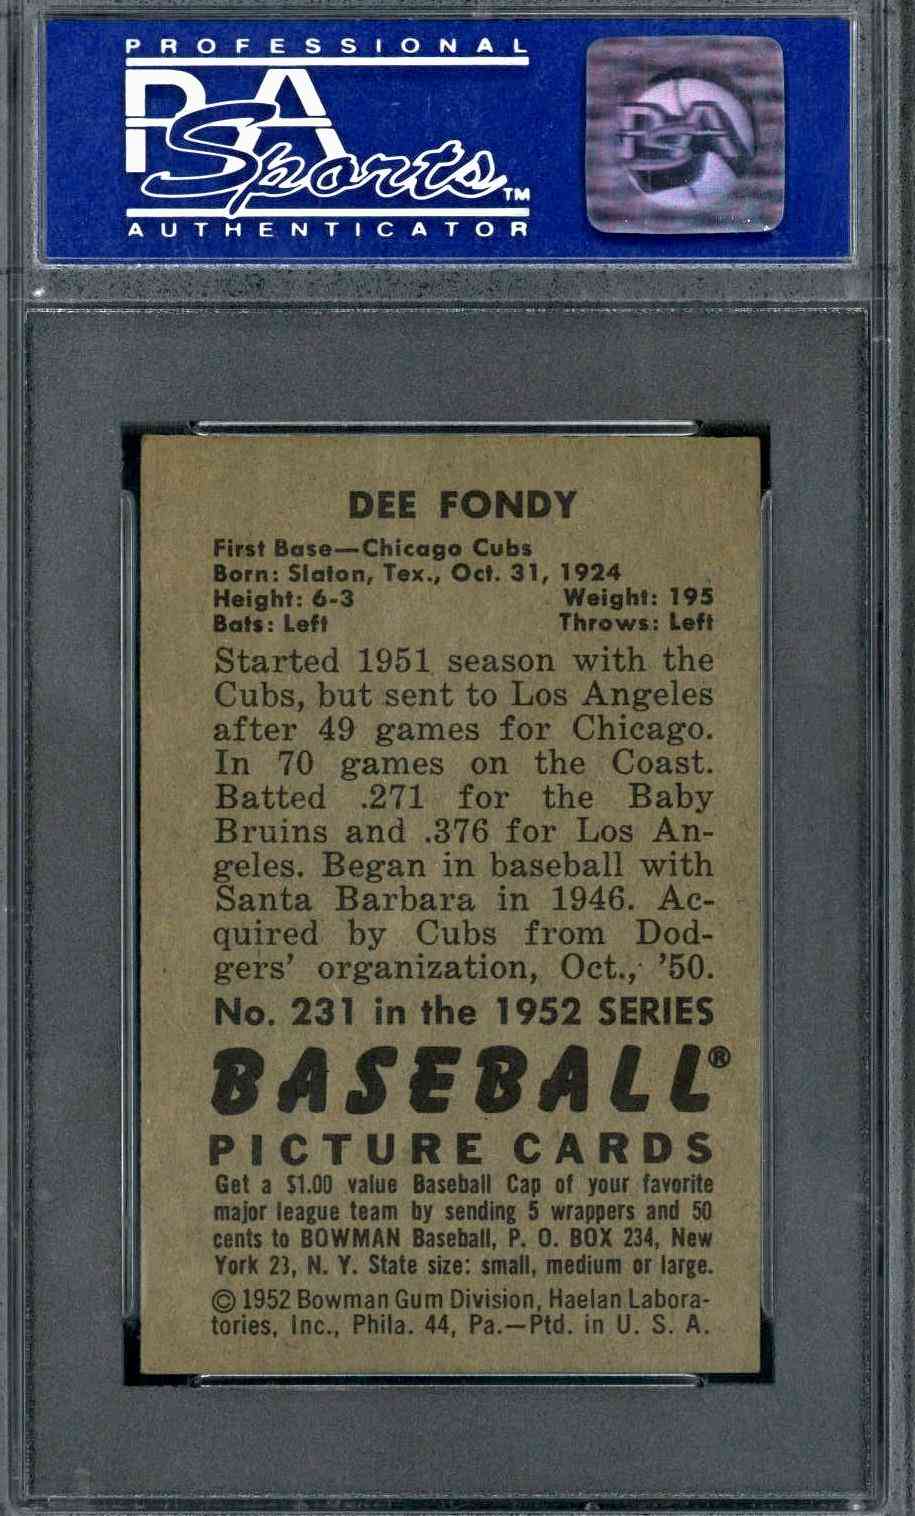 PROFESSIONAL
PSA
Sports™
AUTHENTICATOR
PSA
DEE FONDY
First Base—Chicago Cubs
Born: Slaton, Tex., Oct. 31, 1924
Height: 6-3 Weight: 195
Bats: Left Throws: Left
Started 1951 season with the
Cubs, but sent to Los Angeles
after 49 games for Chicago.
In 70 games on the Coast.
Batted .271 for the Baby
Bruins and .376 for Los An-
geles. Began in baseball with
Santa Barbara in 1946. Ac-
quired by Cubs from Dod-
gers' organization, Oct., '50.
No. 231 in the 1952 SERIES
BASEBALL®
PICTURE CARDS
Get a $1.00 value Baseball Cap of your favorite
major league team by sending 5 wrappers and 50
cents to BOWMAN Baseball, P. O. BOX 234, New
York 23, N. Y. State size: small, medium or large.
© 1952 Bowman Gum Division, Haelan Labora-
tories, Inc., Phila. 44, Pa.—Ptd. in U. S. A.